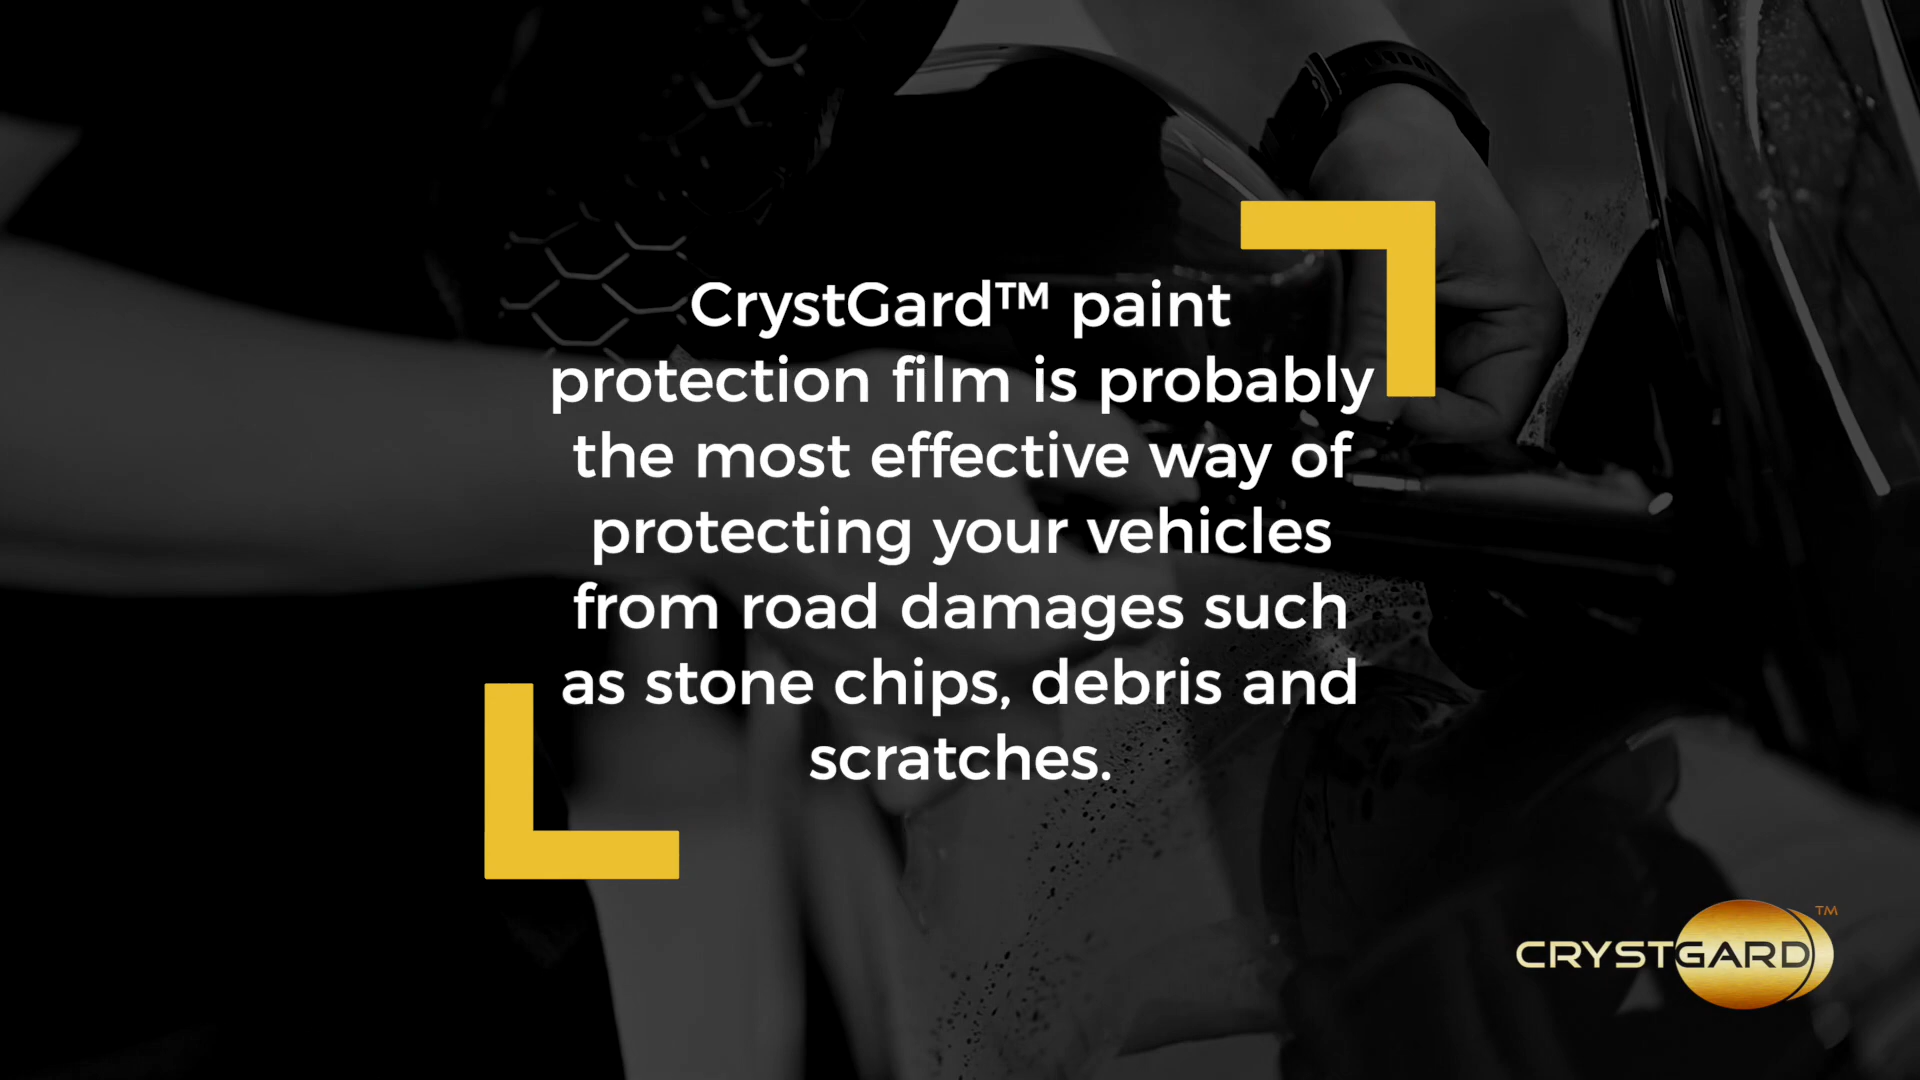 CrystGard™ paint
protection film is probably
the most effective way of
protecting your vehicles
from road damages such
as stone chips, debris and
scratches.
CRYSTGARD™